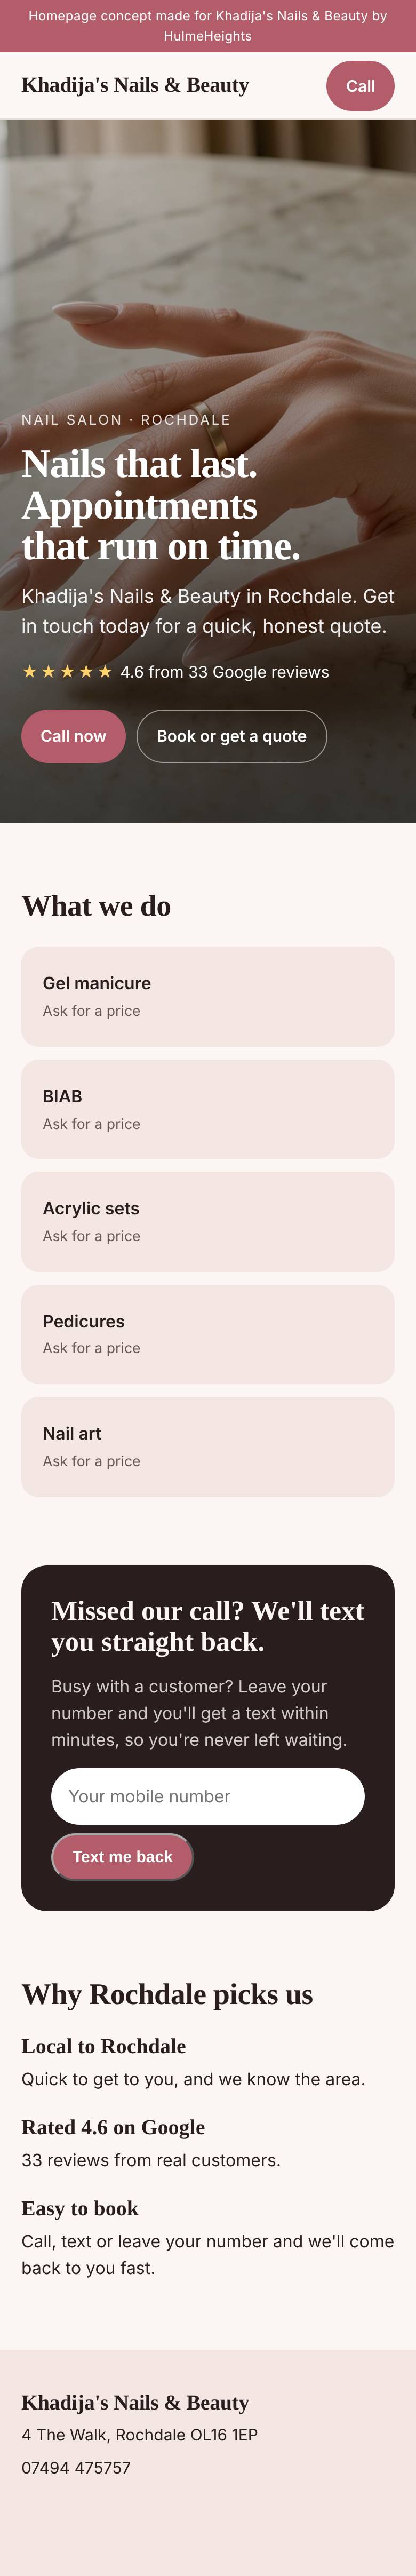 Homepage concept made for Khadija's Nails & Beauty by
HulmeHeights
Khadija's Nails & Beauty
Call
NAIL SALON · ROCHDALE
Nails that last.
Appointments
that run on time.
Khadija's Nails & Beauty in Rochdale. Get
in touch today for a quick, honest quote.
★★★★★ 4.6 from 33 Google reviews
Call now
Book or get a quote
What we do
Gel manicure
Ask for a price
BIAB
Ask for a price
Acrylic sets
Ask for a price
Pedicures
Ask for a price
Nail art
Ask for a price
Missed our call? We'll text
you straight back.
Busy with a customer? Leave your
number and you'll get a text within
minutes, so you're never left waiting.
Your mobile number
Text me back
Why Rochdale picks us
Local to Rochdale
Quick to get to you, and we know the area.
Rated 4.6 on Google
33 reviews from real customers.
Easy to book
Call, text or leave your number and we'll come
back to you fast.
Khadija's Nails & Beauty
4 The Walk, Rochdale OL16 1EP
07494 475757